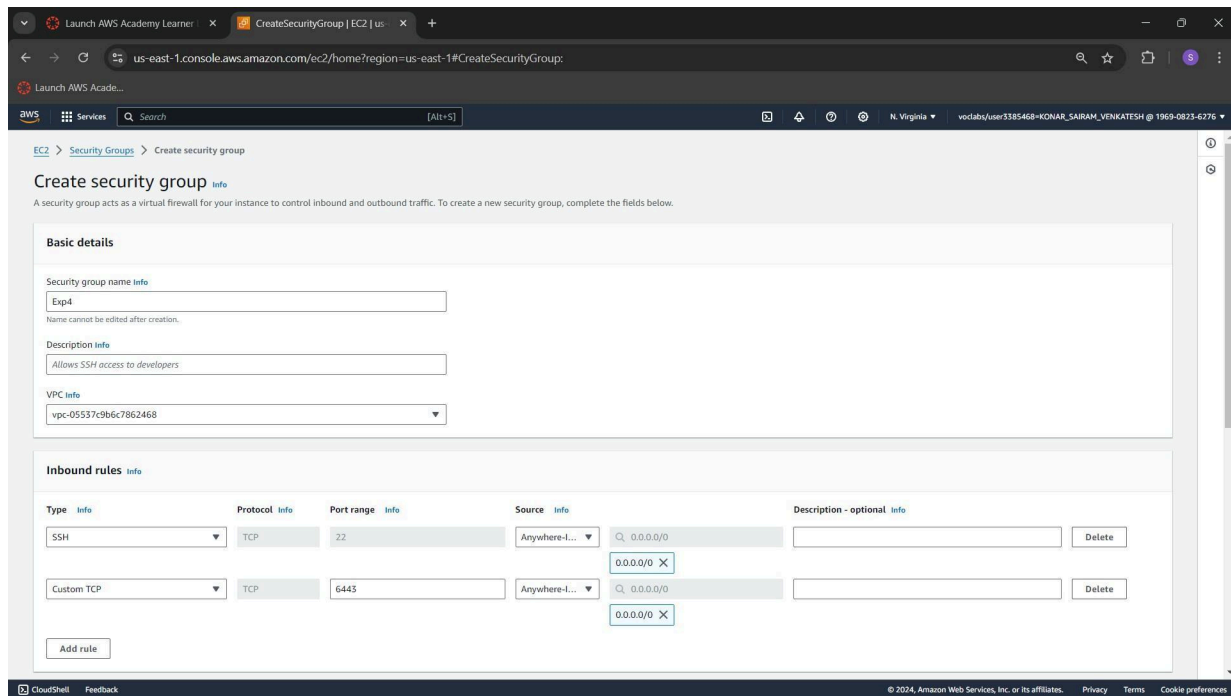 Launch AWS Academy Learner
CreateSecurityGroup | EC2 | us-
us-east-1.console.aws.amazon.com/ec2/home?region=us-east-1#CreateSecurityGroup:
S
Launch AWS Acade...
aws Services Search [Alt+S] N. Virginia voclabs/user3385468=KONAR_SAIRAM_VENKATESH @ 1969-0823-6276
EC2 > Security Groups > Create security group
Create security group Info
A security group acts as a virtual firewall for your instance to control inbound and outbound traffic. To create a new security group, complete the fields below.
Basic details
Security group name Info
Exp4
Name cannot be edited after creation.
Description Info
Allows SSH access to developers
VPC Info
vpc-05537c9b6c7862468
Inbound rules Info
Type Info Protocol Info Port range Info Source Info Description - optional Info
SSH TCP 22 Anywhere-I... 0.0.0.0/0 Delete
0.0.0.0/0
Custom TCP TCP 6443 Anywhere-I... 0.0.0.0/0 Delete
0.0.0.0/0
Add rule
CloudShell Feedback © 2024, Amazon Web Services, Inc. or its affiliates. Privacy Terms Cookie preferences